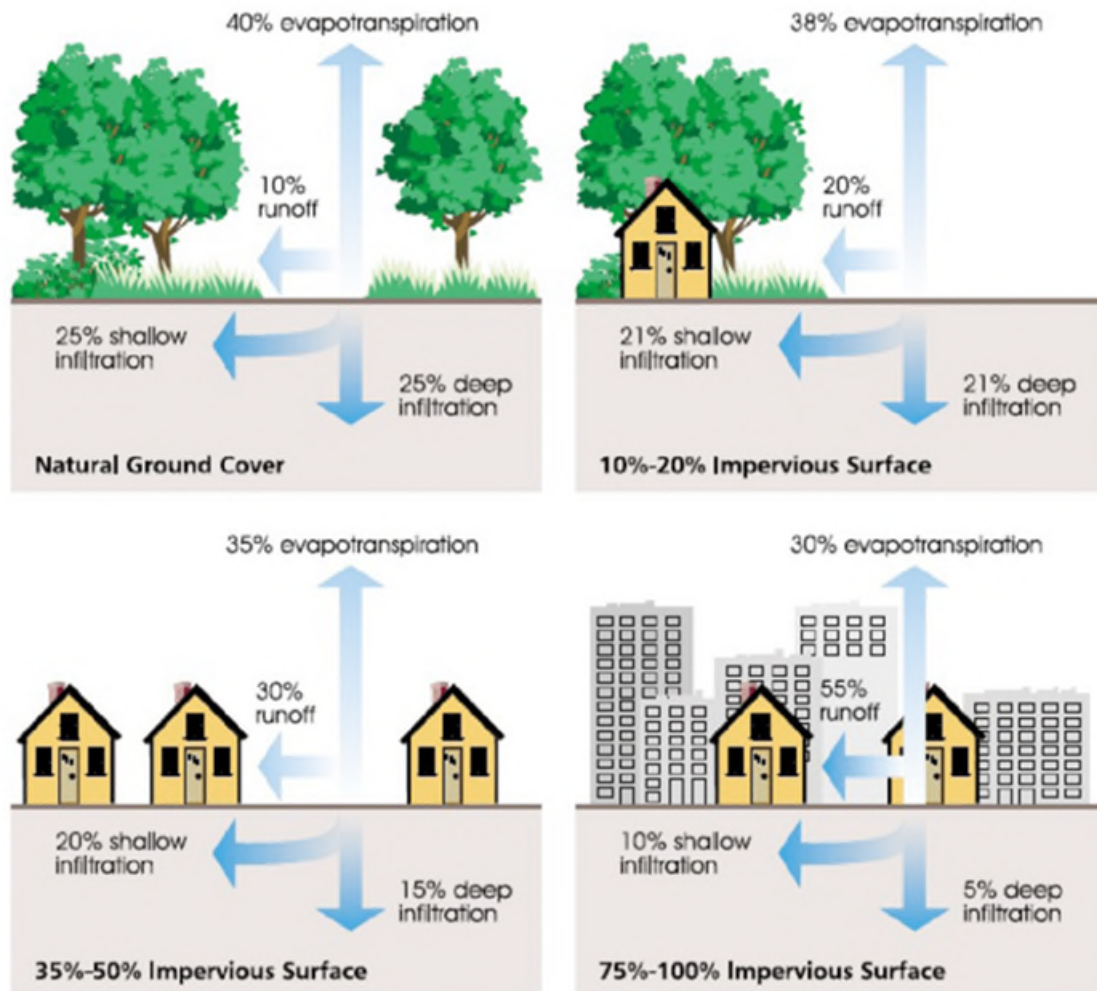 40% evapotranspiration
10%
runoff
25% shallow
infiltration
25% deep
infiltration
Natural Ground Cover
38% evapotranspiration
20%
runoff
21% shallow
infiltration
21% deep
infiltration
10%-20% Impervious Surface
35% evapotranspiration
30%
runoff
20% shallow
infiltration
15% deep
infiltration
35%-50% Impervious Surface
30% evapotranspiration
55%
runoff
10% shallow
infiltration
5% deep
infiltration
75%-100% Impervious Surface